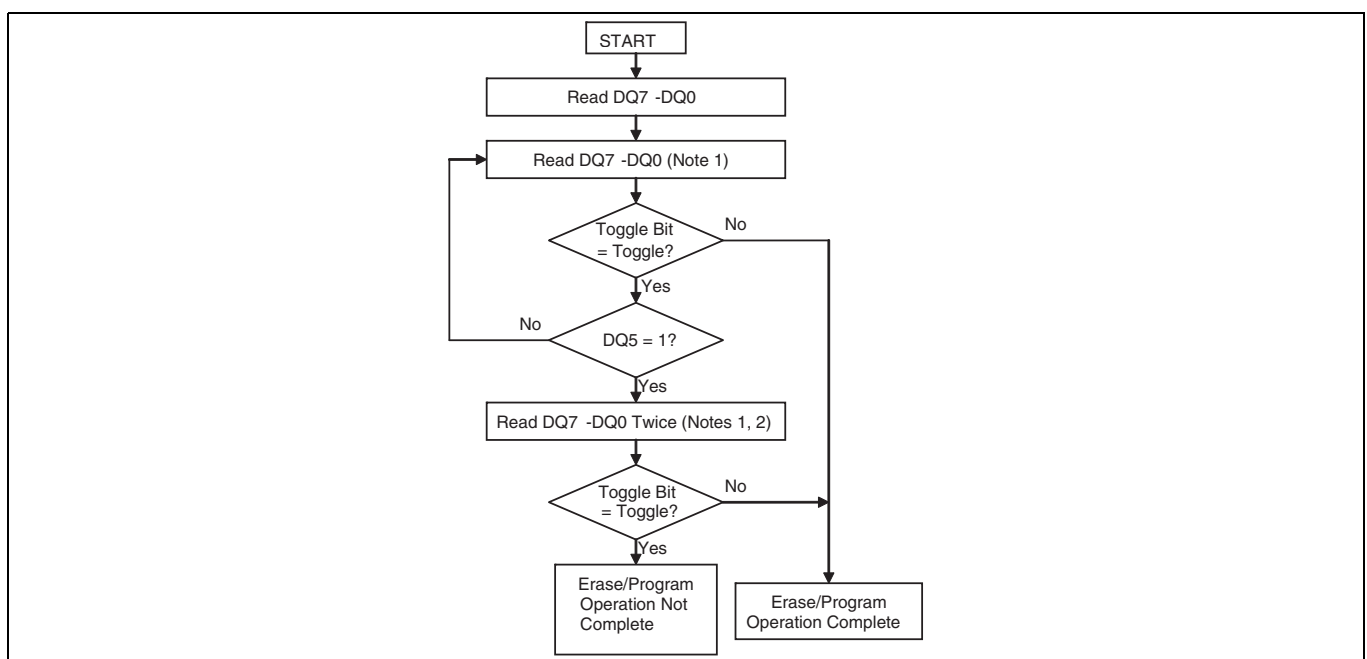 START
Read DQ7 -DQ0
Read DQ7 -DQ0 (Note 1)
Toggle Bit
= Toggle?
No
Yes
No
DQ5 = 1?
Yes
Read DQ7 -DQ0 Twice (Notes 1, 2)
Toggle Bit
= Toggle?
No
Yes
Erase/Program
Operation Not
Complete
Erase/Program
Operation Complete